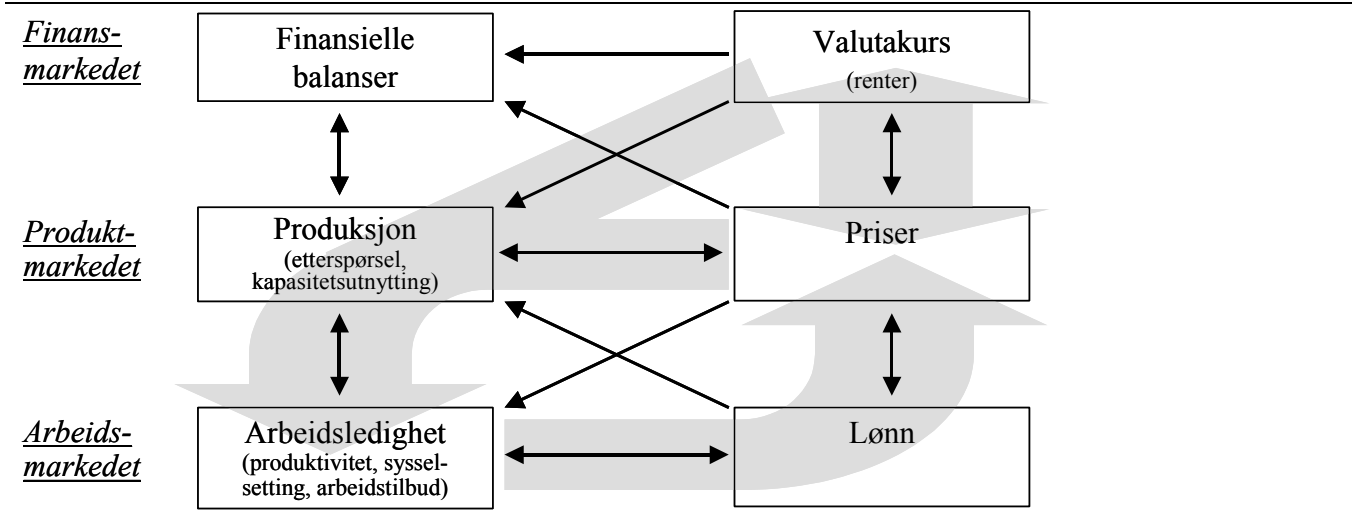 Finans-
markedet
Finansielle
balanser
Valutakurs
(renter)
Produkt-
markedet
Produksjon
(etterspørsel,
kapasitetsutnytting)
Priser
Arbeids-
markedet
Arbeidsledighet
(produktivitet, syssel-
setting, arbeidstilbud)
Lønn